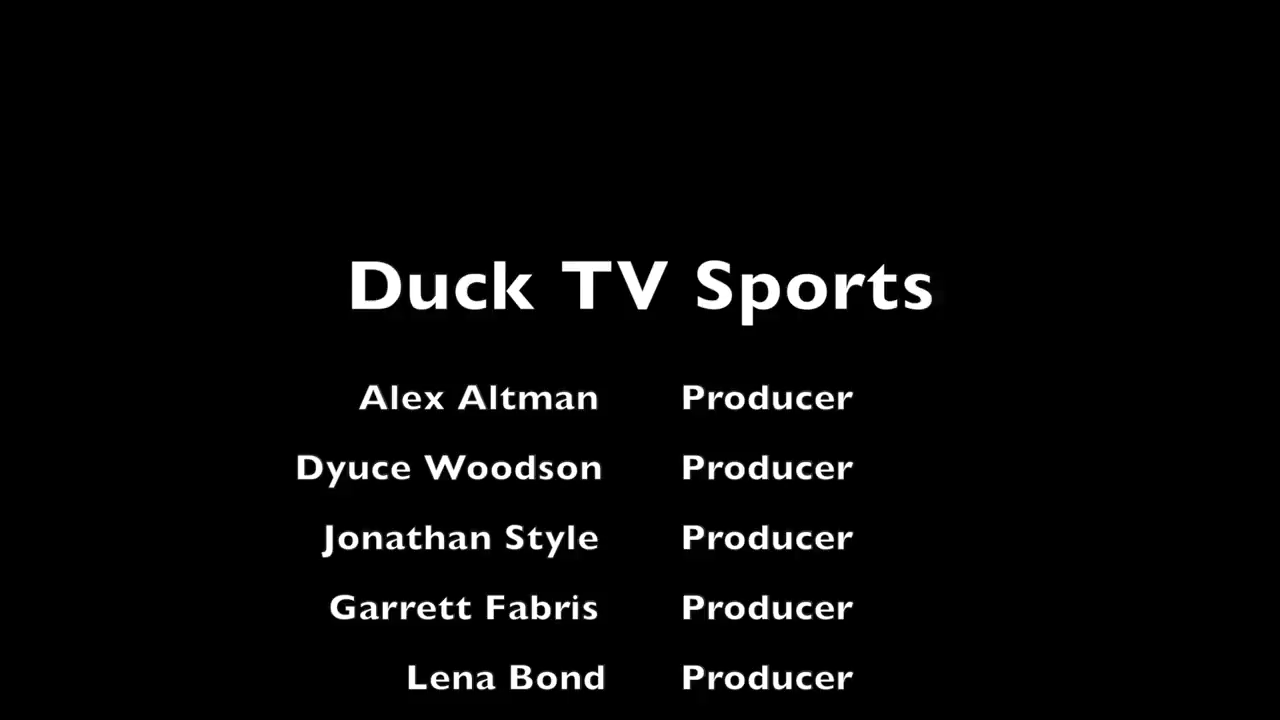 Duck TV Sports
Alex Altman Producer
Dyuce Woodson Producer
Jonathan Style Producer
Garrett Fabris Producer
Lena Bond Producer